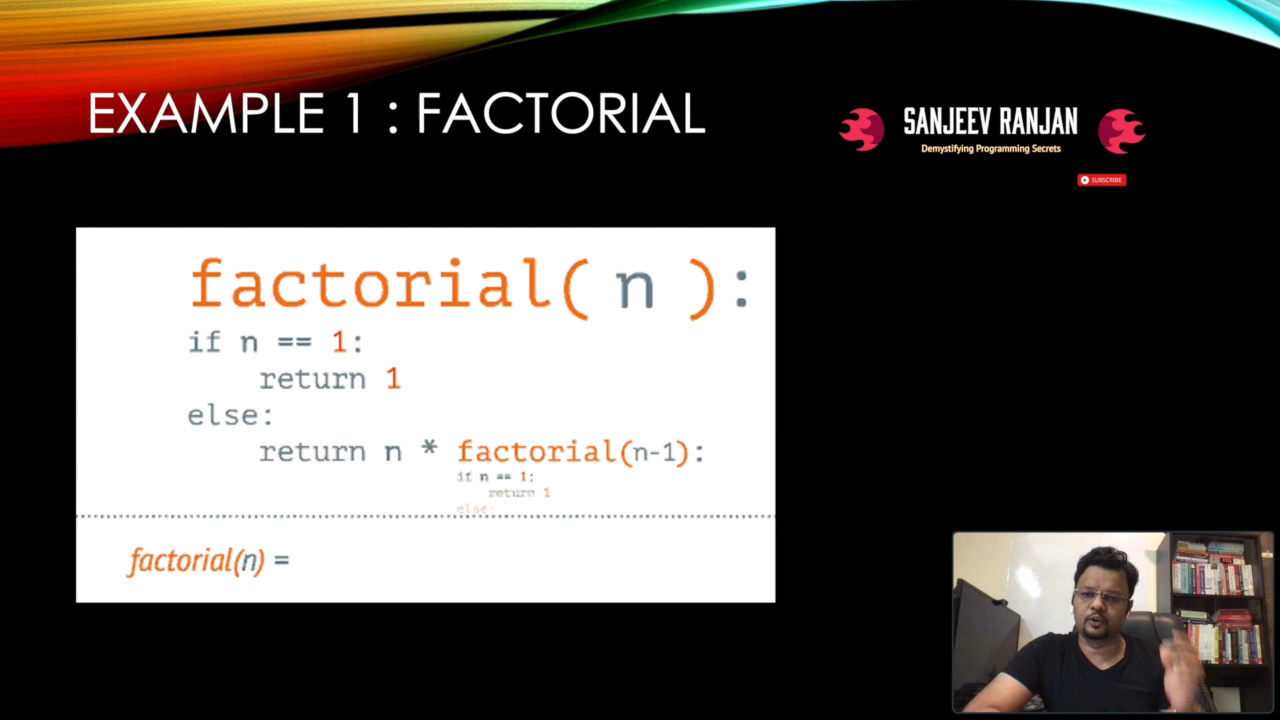 EXAMPLE 1 : FACTORIAL
SANJEEV RANJAN
Demystifying Programming Secrets
SUBSCRIBE
factorial( n ):
if n == 1:
return 1
else:
return n * factorial(n-1):
if n == 1:
return 1
else:
factorial(n) =